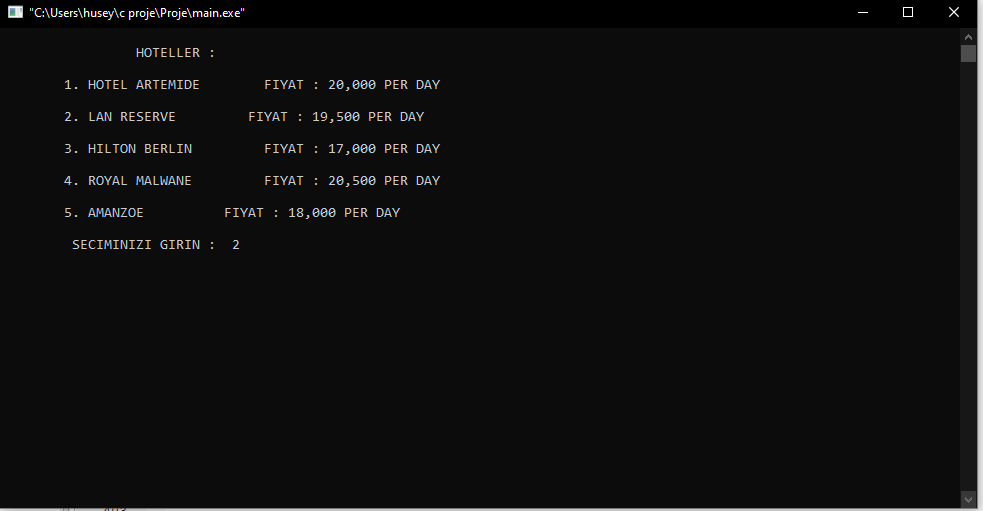 "C:\Users\husey\c proje\Proje\main.exe"
HOTELLER :
1. HOTEL ARTEMIDE FIYAT : 20,000 PER DAY
2. LAN RESERVE FIYAT : 19,500 PER DAY
3. HILTON BERLIN FIYAT : 17,000 PER DAY
4. ROYAL MALWANE FIYAT : 20,500 PER DAY
5. AMANZOE FIYAT : 18,000 PER DAY
SECIMINIZI GIRIN : 2